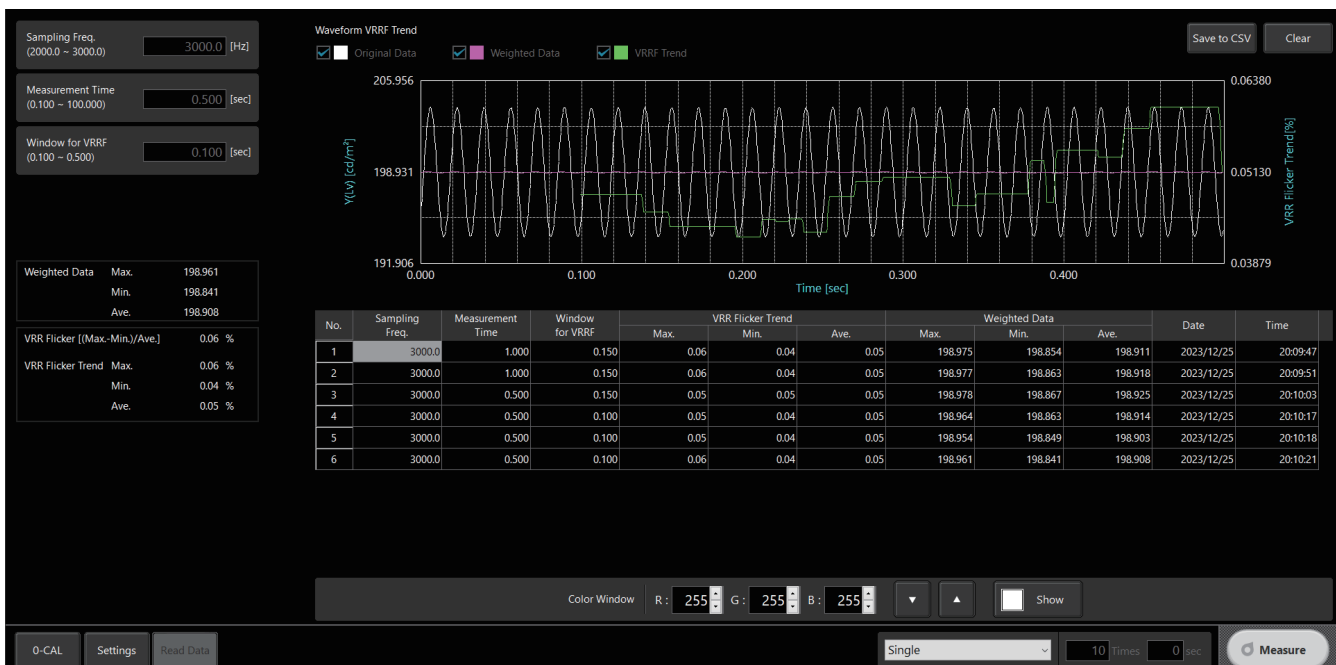 Sampling Freq.
(2000.0 ~ 3000.0)
3000.0 [Hz]
Measurement Time
(0.100 ~ 100.000)
0.500 [sec]
Window for VRRF
(0.100 ~ 0.500)
0.100 [sec]
Weighted Data Max. 198.961
Min. 198.841
Ave. 198.908
VRR Flicker [(Max.-Min.)/Ave.] 0.06 %
VRR Flicker Trend Max. 0.06 %
Min. 0.04 %
Ave. 0.05 %
Waveform VRRF Trend
Original Data Weighted Data VRRF Trend
Save to CSV Clear
205.956 0.06380
198.931 0.05130
191.906 0.03879
Y(Lv) [cd/m²]
VRR Flicker Trend[%]
0.000 0.100 0.200 0.300 0.400
Time [sec]
No. Sampling Freq. Measurement Time Window for VRRF VRR Flicker Trend Weighted Data Date Time
Max. Min. Ave. Max. Min. Ave.
1 3000.0 1.000 0.150 0.06 0.04 0.05 198.975 198.854 198.911 2023/12/25 20:09:47
2 3000.0 1.000 0.150 0.06 0.04 0.05 198.977 198.863 198.918 2023/12/25 20:09:51
3 3000.0 0.500 0.150 0.05 0.05 0.05 198.978 198.867 198.925 2023/12/25 20:10:03
4 3000.0 0.500 0.100 0.05 0.04 0.05 198.964 198.863 198.914 2023/12/25 20:10:17
5 3000.0 0.500 0.100 0.05 0.04 0.05 198.954 198.849 198.903 2023/12/25 20:10:18
6 3000.0 0.500 0.100 0.06 0.04 0.05 198.961 198.841 198.908 2023/12/25 20:10:21
Color Window R : 255 G : 255 B : 255 Show
0-CAL Settings Read Data Single 10 Times 0 sec Measure